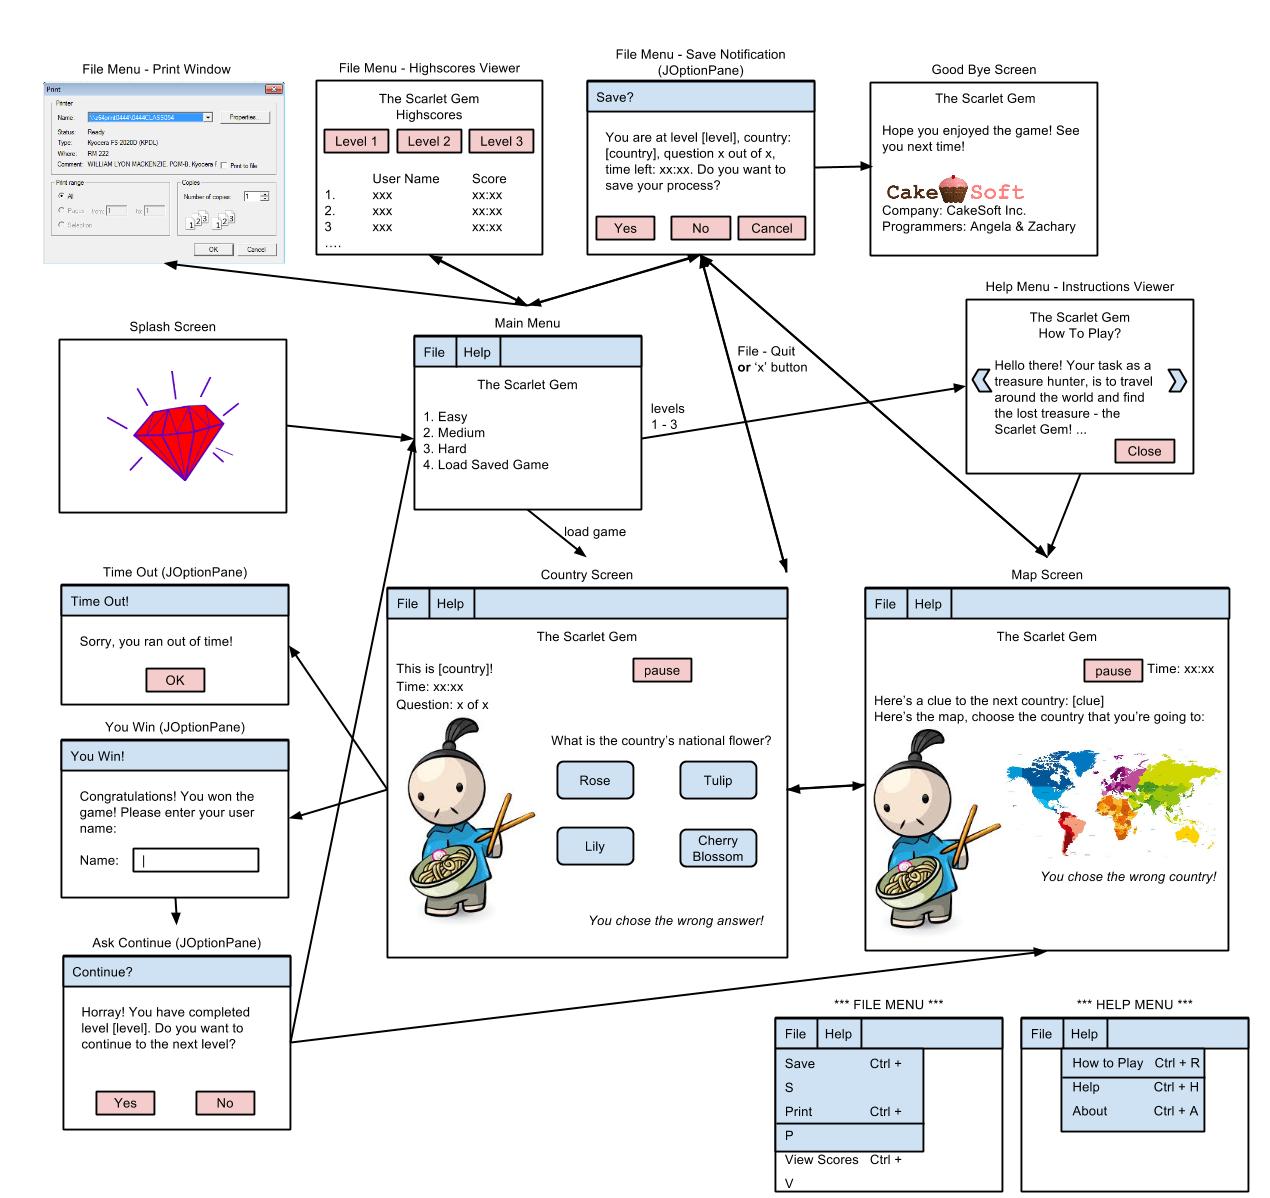 File Menu - Print Window
Print
Printer
Name: \\z64print0444\0444CLASS054 Properties...
Status: Ready
Type: Kyocera FS-2020D (KPDL)
Where: RM 222
Comment: WILLIAM LYON MACKENZIE, PGM-B, Kyocera F Print to file
Print range
All
Pages from: 1 to: 1
Selection
Copies
Number of copies: 1
1 1 2 2 3 3
OK Cancel
File Menu - Highscores Viewer
The Scarlet Gem
Highscores
Level 1 Level 2 Level 3
User Name Score
1. xxx xx:xx
2. xxx xx:xx
3 xxx xx:xx
....
File Menu - Save Notification
(JOptionPane)
Save?
You are at level [level], country:
[country], question x out of x,
time left: xx:xx. Do you want to
save your process?
Yes No Cancel
Good Bye Screen
The Scarlet Gem
Hope you enjoyed the game! See
you next time!
Cake Soft
Company: CakeSoft Inc.
Programmers: Angela & Zachary
Splash Screen
Main Menu
File Help
The Scarlet Gem
1. Easy
2. Medium
3. Hard
4. Load Saved Game
levels
1 - 3
load game
File - Quit
or 'x' button
Help Menu - Instructions Viewer
The Scarlet Gem
How To Play?
Hello there! Your task as a
treasure hunter, is to travel
around the world and find
the lost treasure - the
Scarlet Gem! ...
Close
Time Out (JOptionPane)
Time Out!
Sorry, you ran out of time!
OK
You Win (JOptionPane)
You Win!
Congratulations! You won the
game! Please enter your user
name:
Name: |
Ask Continue (JOptionPane)
Continue?
Horray! You have completed
level [level]. Do you want to
continue to the next level?
Yes No
Country Screen
File Help
The Scarlet Gem
This is [country]!
Time: xx:xx
Question: x of x
pause
What is the country's national flower?
Rose Tulip
Lily Cherry
Blossom
You chose the wrong answer!
Map Screen
File Help
The Scarlet Gem
pause Time: xx:xx
Here's a clue to the next country: [clue]
Here's the map, choose the country that you're going to:
You chose the wrong country!
*** FILE MENU ***
File Help
Save Ctrl +
S
Print Ctrl +
P
View Scores Ctrl +
V
*** HELP MENU ***
File Help
How to Play Ctrl + R
Help Ctrl + H
About Ctrl + A